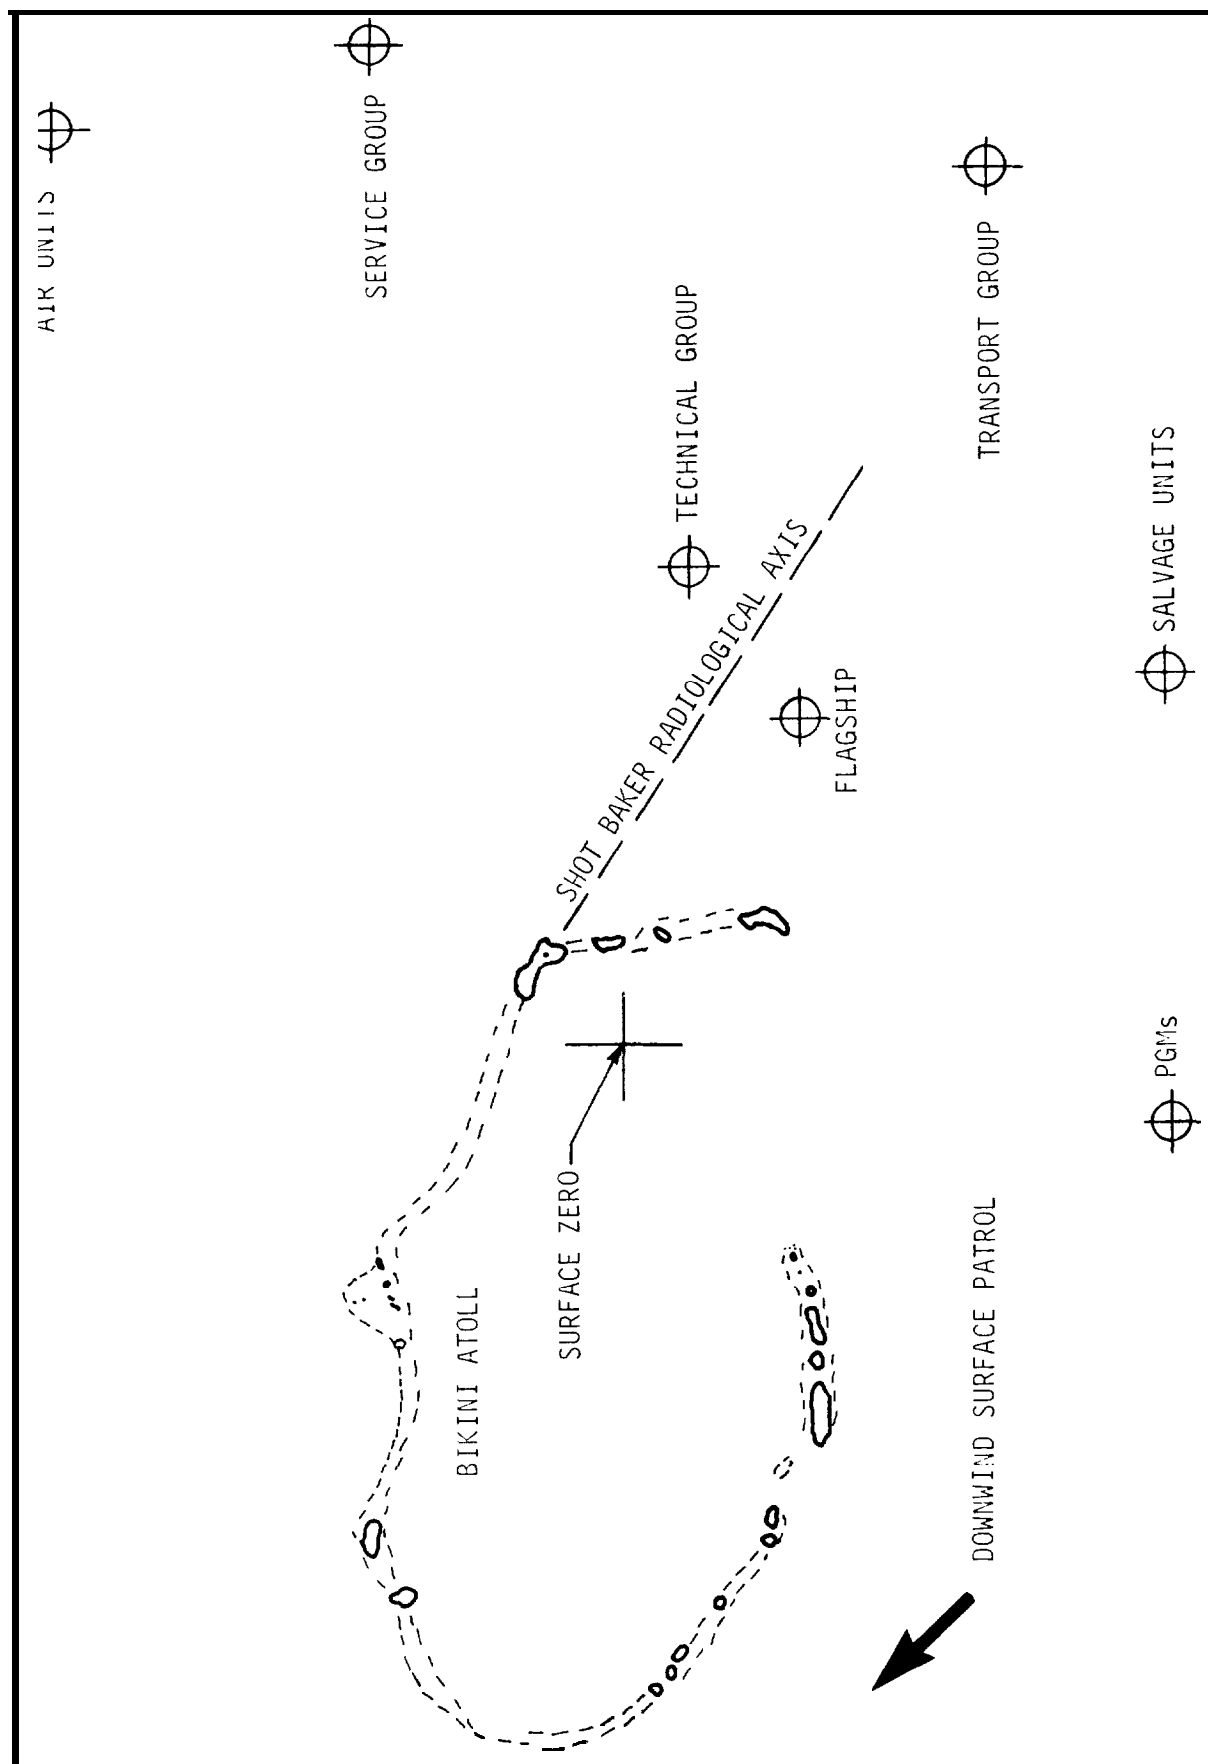 AIR UNITS
SERVICE GROUP
TECHNICAL GROUP
TRANSPORT GROUP
SHOT BAKER RADIOLOGICAL AXIS
FLAGSHIP
SALVAGE UNITS
SURFACE ZERO
PGMs
BIKINI ATOLL
DOWNWIND SURFACE PATROL